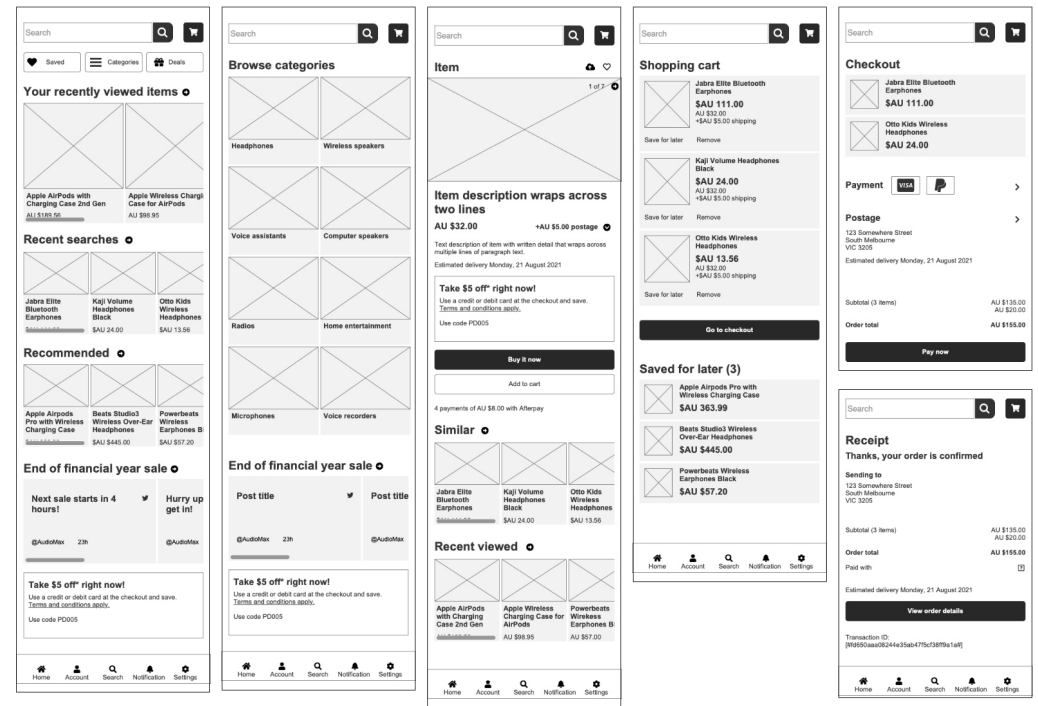 Search
Saved
Categories
Deals
Your recently viewed items
Apple AirPods with
Charging Case 2nd Gen
AU $189.56
Apple Wireless Chargi
Case for AirPods
AU $98.95
Recent searches
Jabra Elite
Bluetooth
Earphones
Kaji Volume
Headphones
Black
$AU 24.00
Otto Kids
Wireless
Headphones
$AU 13.56
Recommended
Apple Airpods
Pro with Wireless
Charging Case
Beats Studio3
Wireless Over-Ear
Headphones
$AU 445.00
Powerbeats
Wireless
Earphones Bl
$AU $57.20
End of financial year sale
Next sale starts in 4
hours!
@AudioMax 23h
Hurry up
get in!
@AudioMax
Take $5 off* right now!
Use a credit or debit card at the checkout and save.
Terms and conditions apply.
Use code PD005
Home
Account
Search
Notification
Settings
Search
Browse categories
Headphones
Wireless speakers
Voice assistants
Computer speakers
Radios
Home entertainment
Microphones
Voice recorders
End of financial year sale
Post title
@AudioMax 23h
Post title
@AudioMax
Take $5 off* right now!
Use a credit or debit card at the checkout and save.
Terms and conditions apply.
Use code PD005
Home
Account
Search
Notification
Settings
Search
Item
1 of 7
Item description wraps across
two lines
AU $32.00
+AU $5.00 postage
Text description of item with written detail that wraps across
multiple lines of paragraph text.
Estimated delivery Monday, 21 August 2021
Take $5 off* right now!
Use a credit or debit card at the checkout and save.
Terms and conditions apply.
Use code PD005
Buy it now
Add to cart
4 payments of AU $8.00 with Afterpay
Similar
Jabra Elite
Bluetooth
Earphones
Kaji Volume
Headphones
Black
$AU 24.00
Otto Kids
Wireless
Headphones
$AU 13.56
Recent viewed
Apple AirPods
with Charging
Case 2nd Gen
Apple Wireless
Charging Case for
AirPods
AU $98.95
Powerbeats
Wirekess
Earphones Bl
AU $57.00
Home
Account
Search
Notification
Settings
Search
Shopping cart
Jabra Elite Bluetooth
Earphones
$AU 111.00
AU $32.00
+$AU $5.00 shipping
Save for later
Remove
Kaji Volume Headphones
Black
$AU 24.00
AU $32.00
+$AU $5.00 shipping
Save for later
Remove
Otto Kids Wireless
Headphones
$AU 13.56
AU $32.00
+$AU $5.00 shipping
Save for later
Remove
Go to checkout
Saved for later (3)
Apple Airpods Pro with
Wireless Charging Case
$AU 363.99
Beats Studio3 Wireless
Over-Ear Headphones
$AU $445.00
Powerbeats Wireless
Earphones Black
$AU $57.20
Home
Account
Search
Notification
Settings
Search
Checkout
Jabra Elite Bluetooth
Earphones
$AU 111.00
Otto Kids Wireless
Headphones
$AU 24.00
Payment
VISA
Postage
123 Somewhere Street
South Melbourne
VIC 3205
Estimated delivery Monday, 21 August 2021
Subtotal (3 items)
AU $135.00
AU $20.00
Order total
AU $155.00
Pay now
Search
Receipt
Thanks, your order is confirmed
Sending to
123 Somewhere Street
South Melbourne
VIC 3205
Subtotal (3 items)
AU $135.00
AU $20.00
Order total
AU $155.00
Paid with
?
Estimated delivery Monday, 21 August 2021
View order details
Transaction ID:
[#fd650aaa08244e35ab47f5cf38ff9a1a#]
Home
Account
Search
Notification
Settings